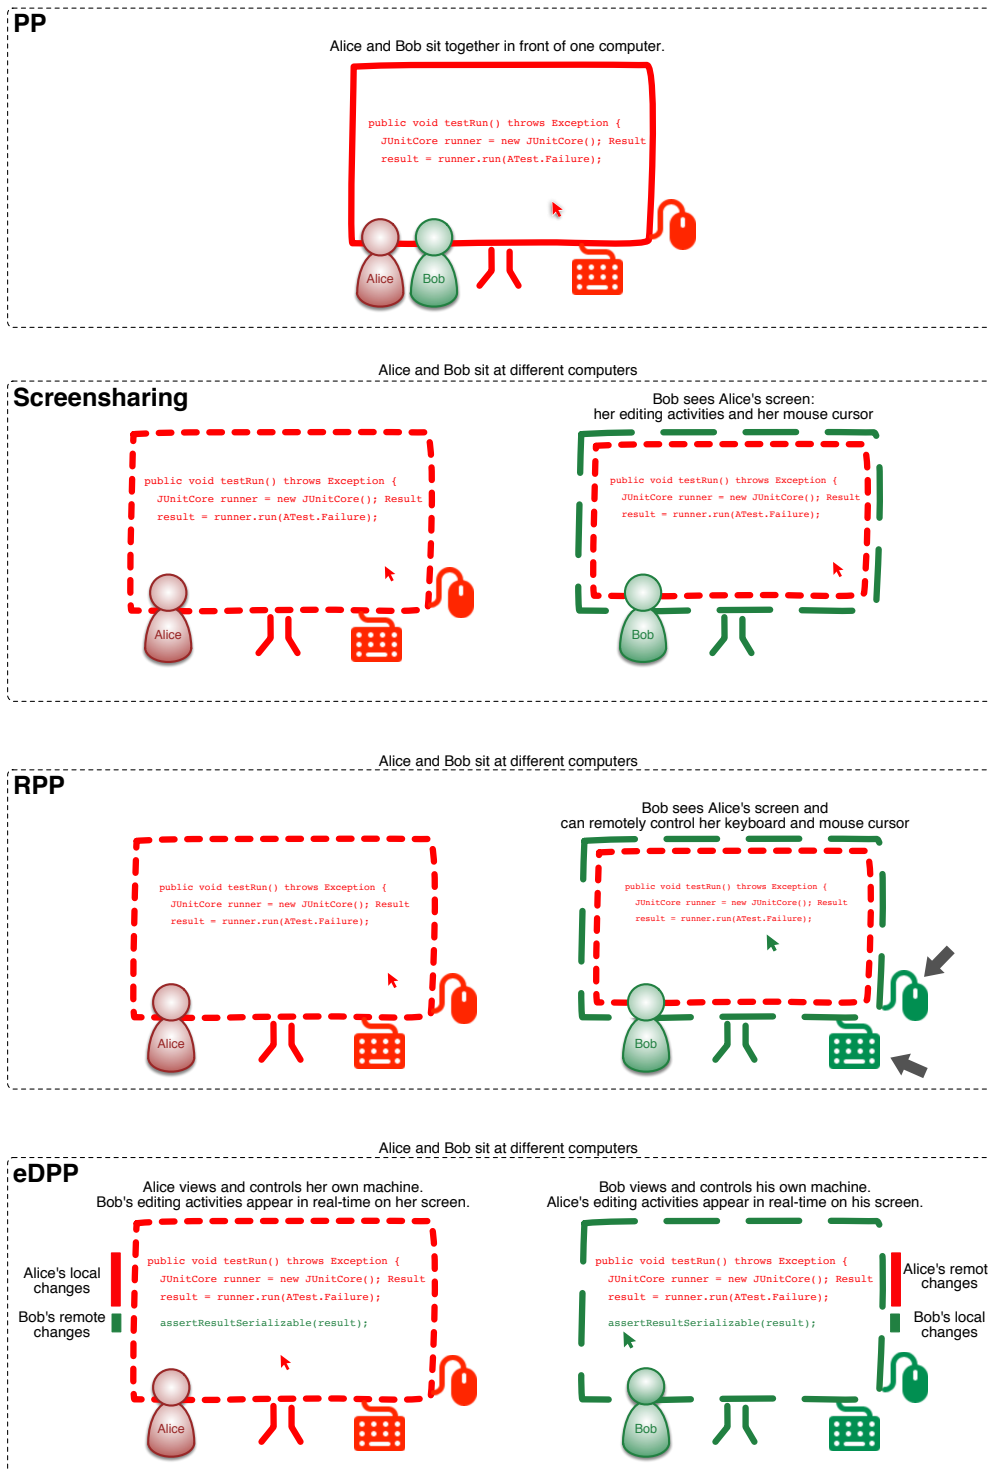 PP
Alice and Bob sit together in front of one computer.
public void testRun() throws Exception {
JUnitCore runner = new JUnitCore(); Result
result = runner.run(ATest.Failure);
Alice
Bob
Alice and Bob sit at different computers
Screensharing
Bob sees Alice's screen:
her editing activities and her mouse cursor
public void testRun() throws Exception {
JUnitCore runner = new JUnitCore(); Result
result = runner.run(ATest.Failure);
public void testRun() throws Exception {
JUnitCore runner = new JUnitCore(); Result
result = runner.run(ATest.Failure);
Alice
Bob
Alice and Bob sit at different computers
RPP
Bob sees Alice's screen and
can remotely control her keyboard and mouse cursor
public void testRun() throws Exception {
JUnitCore runner = new JUnitCore(); Result
result = runner.run(ATest.Failure);
public void testRun() throws Exception {
JUnitCore runner = new JUnitCore(); Result
result = runner.run(ATest.Failure);
Alice
Bob
Alice and Bob sit at different computers
eDPP
Alice views and controls her own machine.
Bob's editing activities appear in real-time on her screen.
Bob views and controls his own machine.
Alice's editing activities appear in real-time on his screen.
Alice's local
changes
Bob's remote
changes
public void testRun() throws Exception {
JUnitCore runner = new JUnitCore(); Result
result = runner.run(ATest.Failure);
assertResultSerializable(result);
public void testRun() throws Exception {
JUnitCore runner = new JUnitCore(); Result
result = runner.run(ATest.Failure);
assertResultSerializable(result);
Alice's remot
changes
Bob's local
changes
Alice
Bob